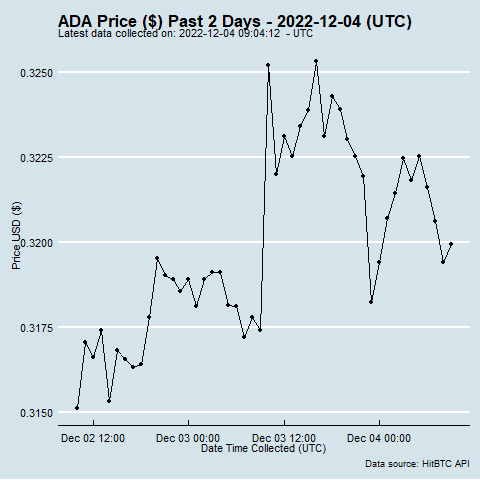 ADA Price ($) Past 2 Days - 2022-12-04 (UTC)
Latest data collected on: 2022-12-04 09:04:12  - UTC
Price USD ($)
0.3250
0.3225
0.3200
0.3175
0.3150
Dec 02 12:00 Dec 03 00:00 Dec 03 12:00 Dec 04 00:00
Date Time Collected (UTC)
Data source: HitBTC API